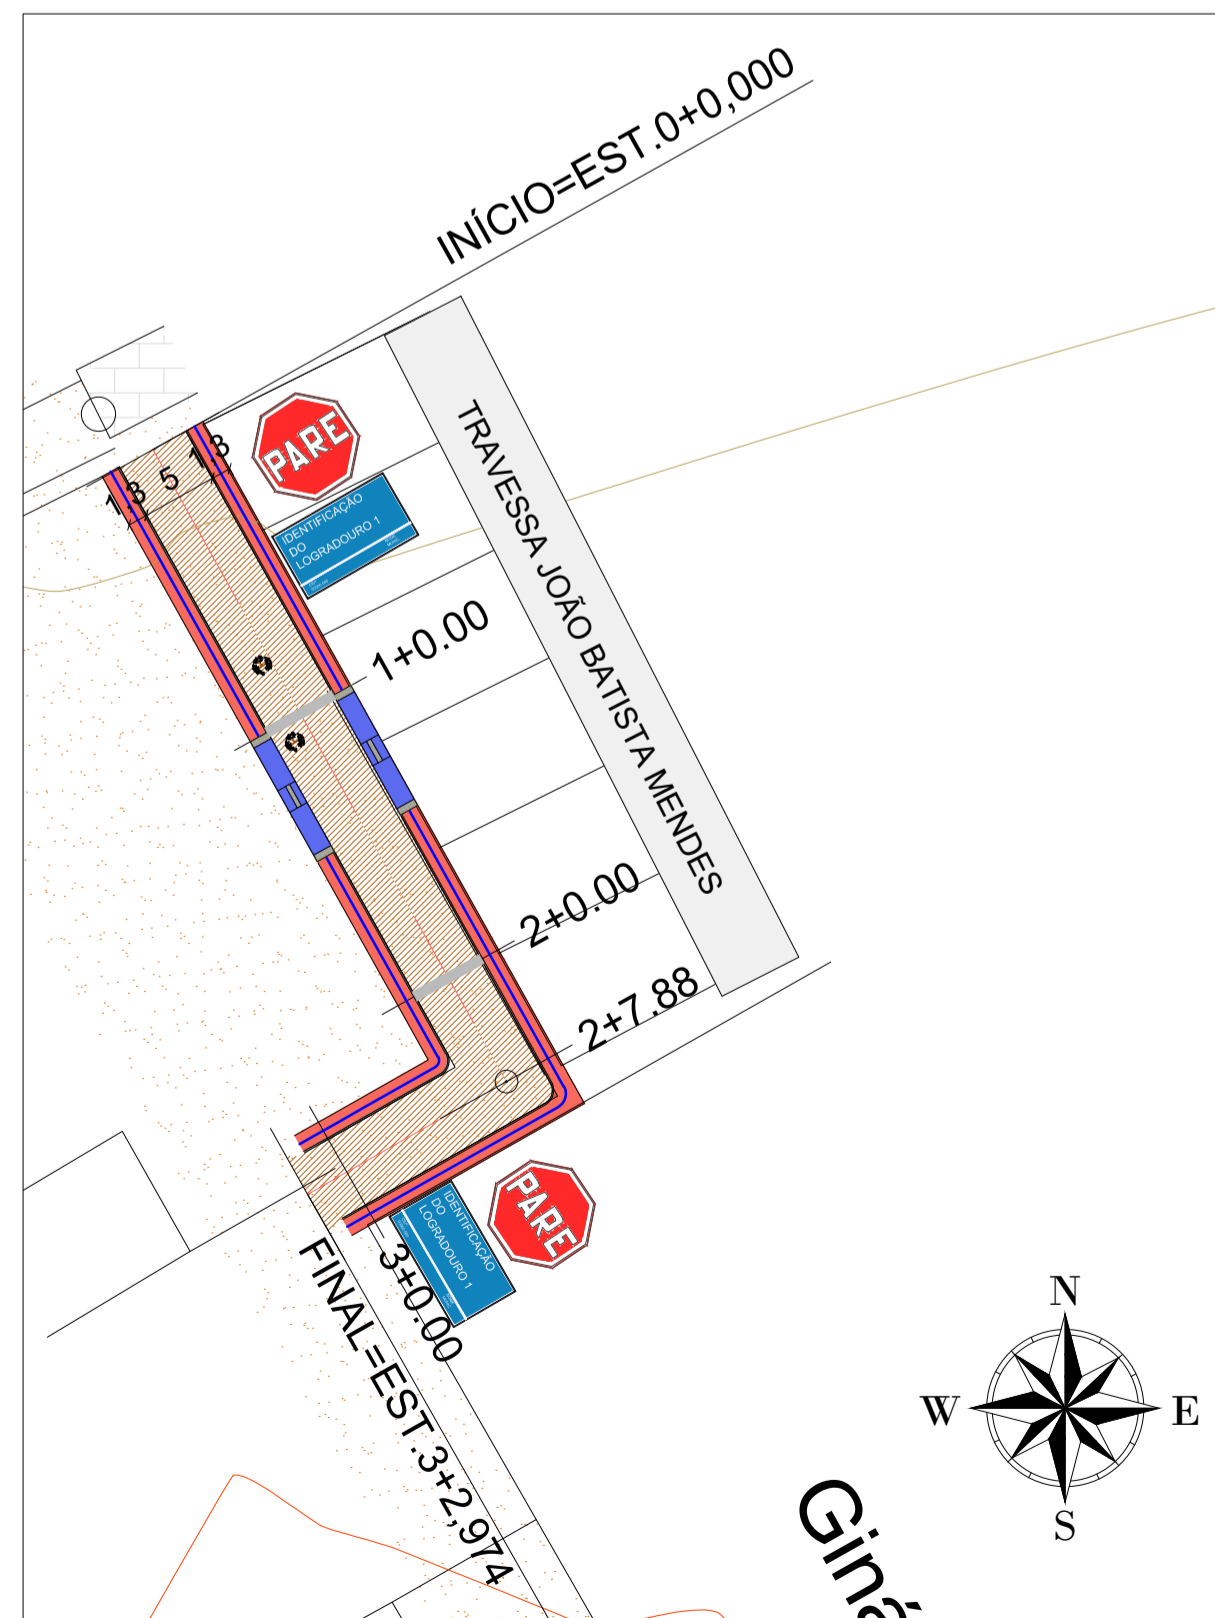 INÍCIO=EST.0+0,000
1,3
5
1,3
PARE
IDENTIFICAÇÃO
DO
LOGRADOURO 1
TRAVESSA JOÃO BATISTA MENDES
1+0.00
2+0.00
2+7.88
PARE
IDENTIFICAÇÃO
DO
LOGRADOURO 1
3+0.00
FINAL=EST.3+2,974
N
W
E
S
Giná